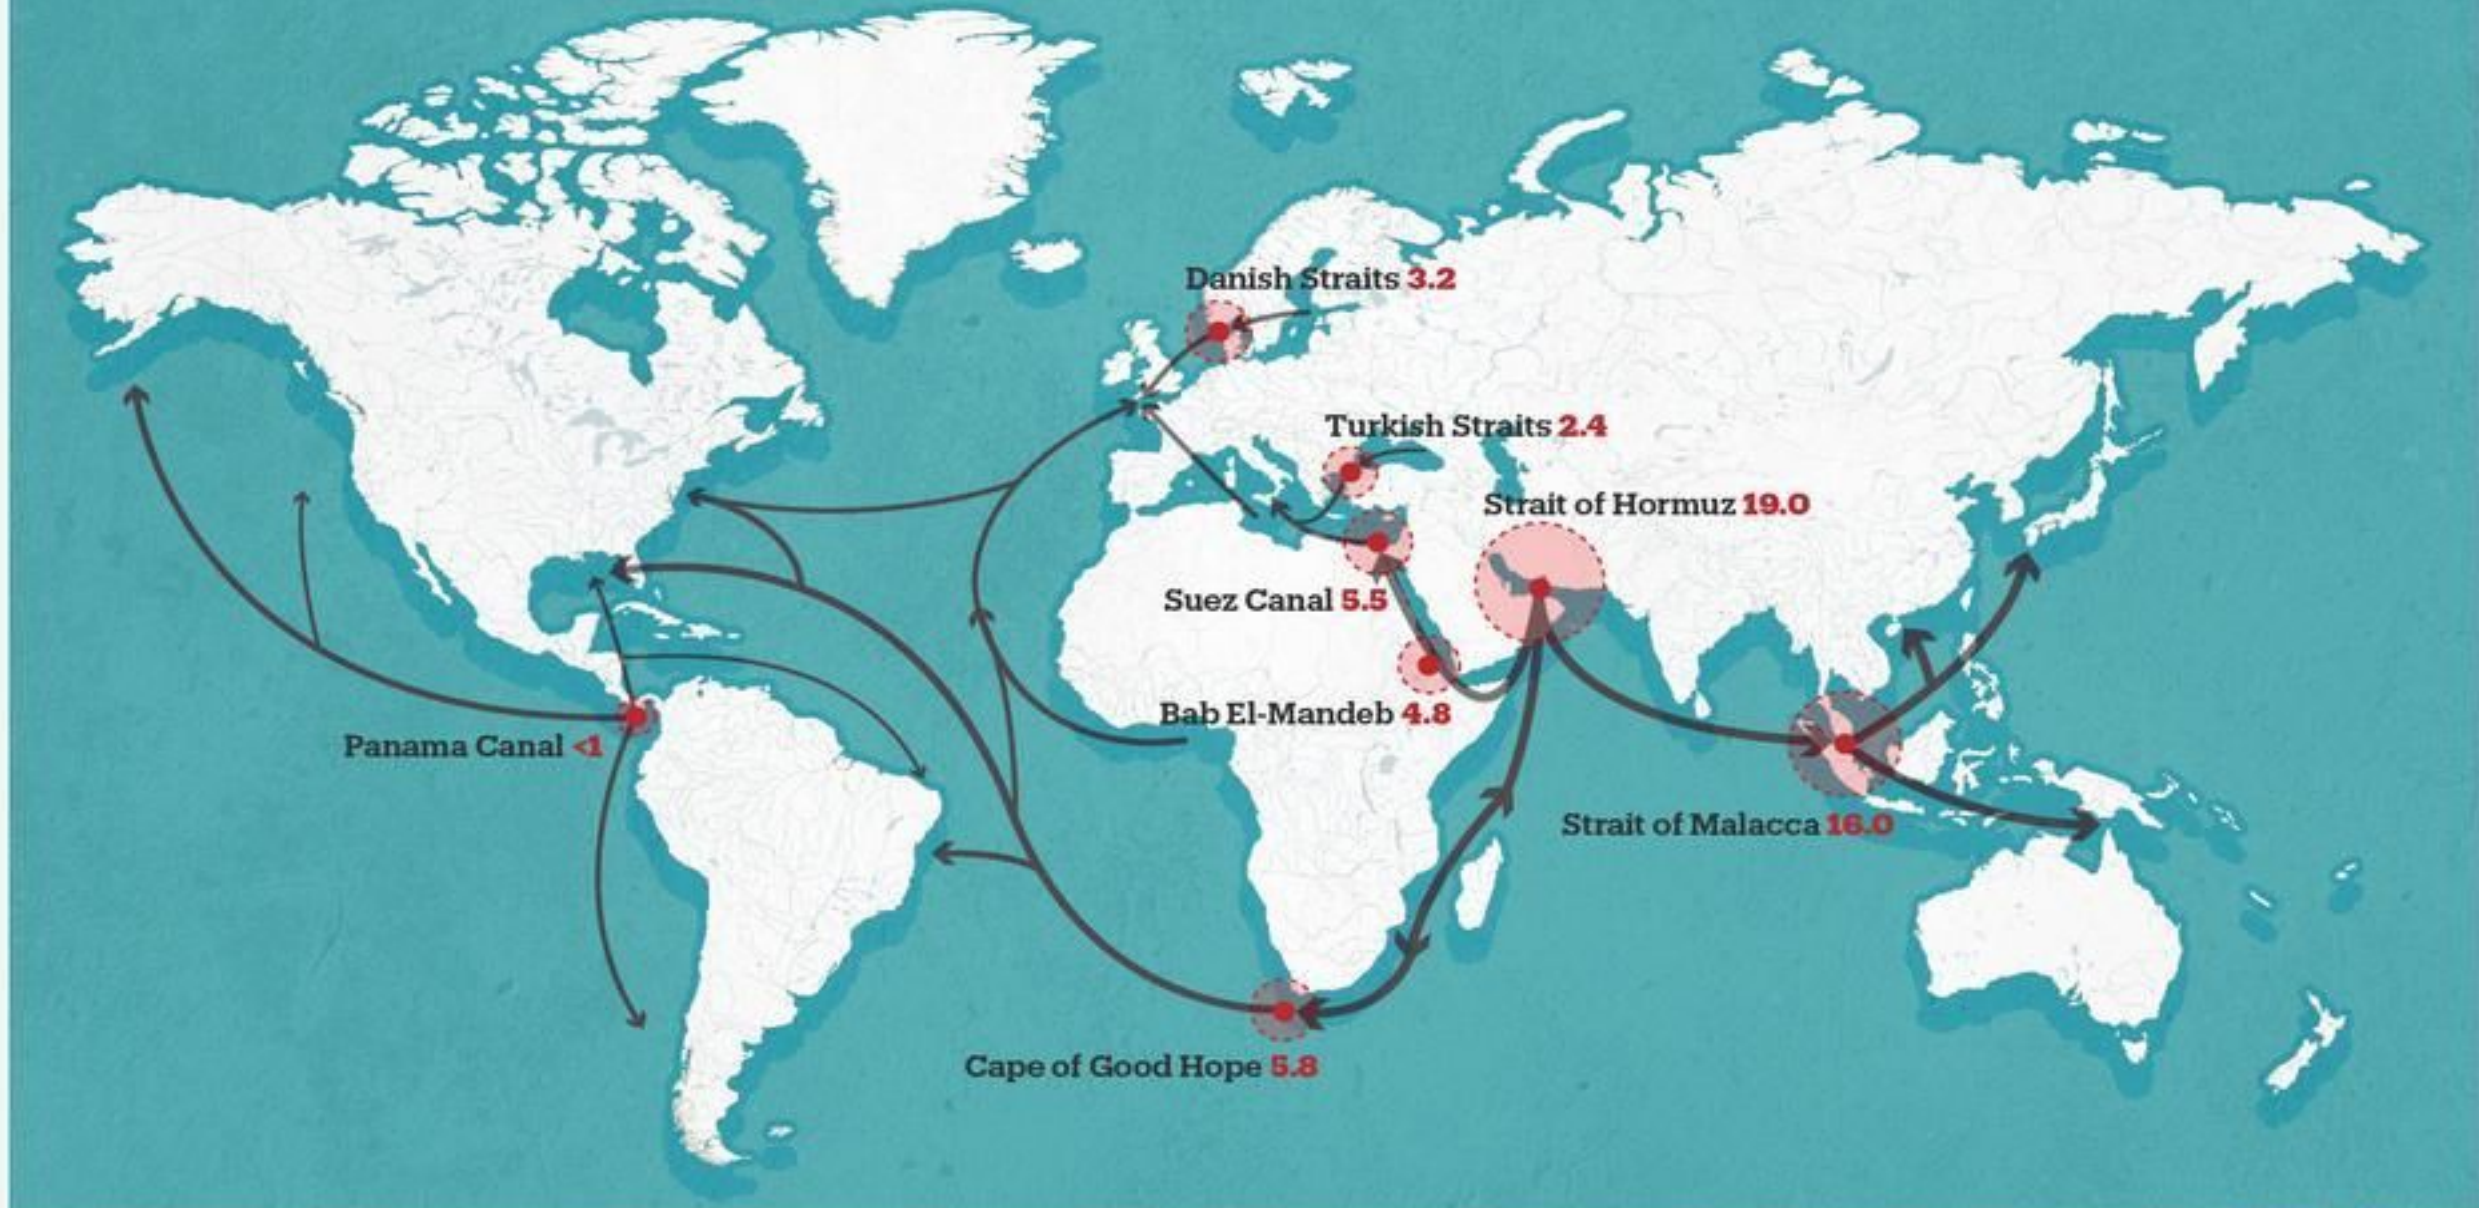 Danish Straits 3.2
Turkish Straits 2.4
Strait of Hormuz 19.0
Suez Canal 5.5
Bab El-Mandeb 4.8
Panama Canal <1
Strait of Malacca 16.0
Cape of Good Hope 5.8